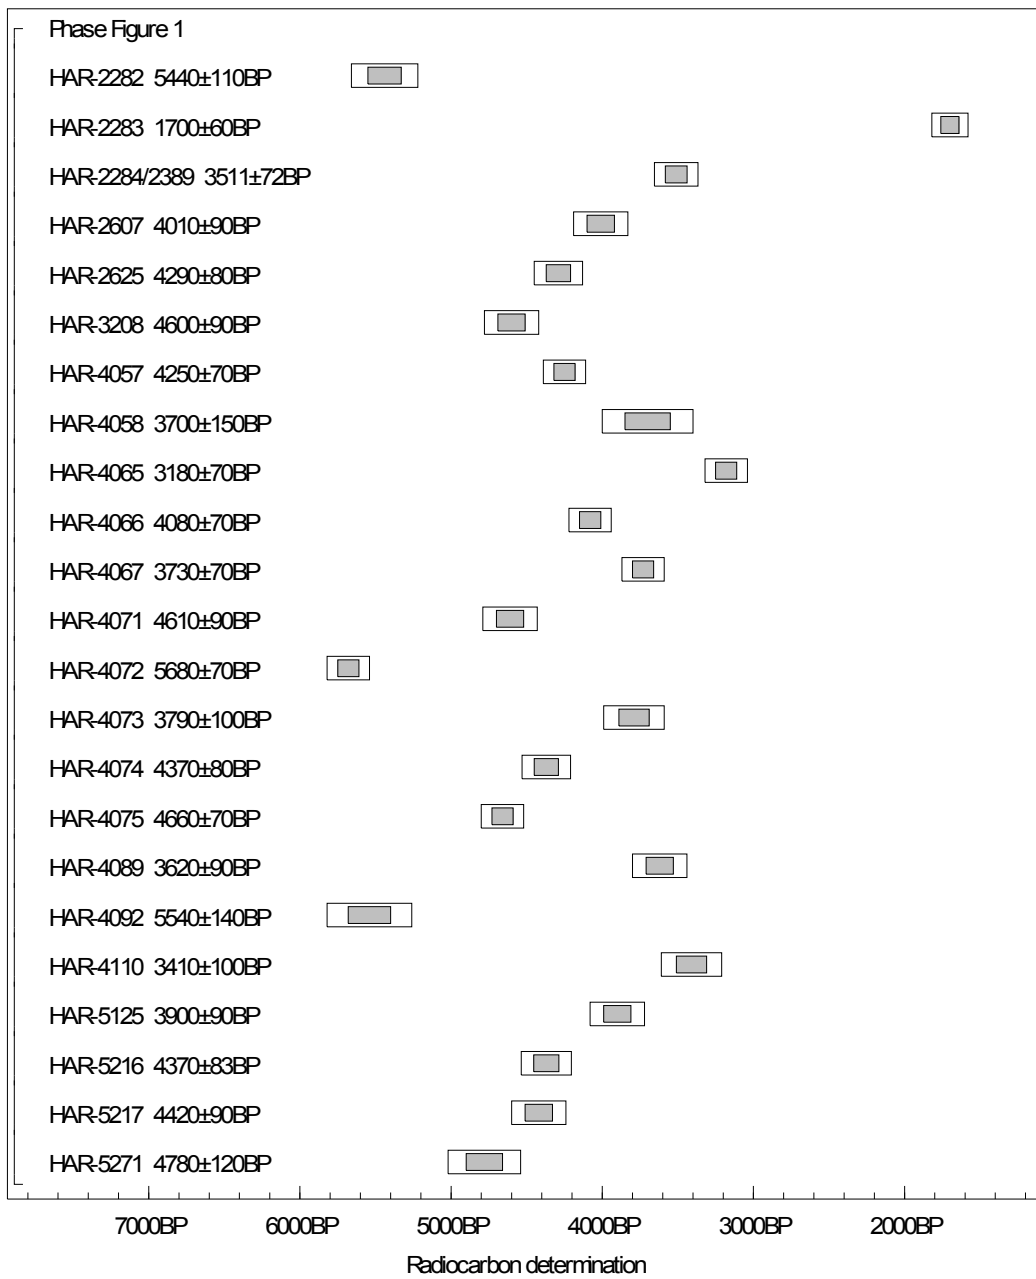 Phase Figure 1
HAR-2282 5440±110BP
HAR-2283 1700±60BP
HAR-2284/2389 3511±72BP
HAR-2607 4010±90BP
HAR-2625 4290±80BP
HAR-3208 4600±90BP
HAR-4057 4250±70BP
HAR-4058 3700±150BP
HAR-4065 3180±70BP
HAR-4066 4080±70BP
HAR-4067 3730±70BP
HAR-4071 4610±90BP
HAR-4072 5680±70BP
HAR-4073 3790±100BP
HAR-4074 4370±80BP
HAR-4075 4660±70BP
HAR-4089 3620±90BP
HAR-4092 5540±140BP
HAR-4110 3410±100BP
HAR-5125 3900±90BP
HAR-5216 4370±83BP
HAR-5217 4420±90BP
HAR-5271 4780±120BP
7000BP 6000BP 5000BP 4000BP 3000BP 2000BP
Radiocarbon determination